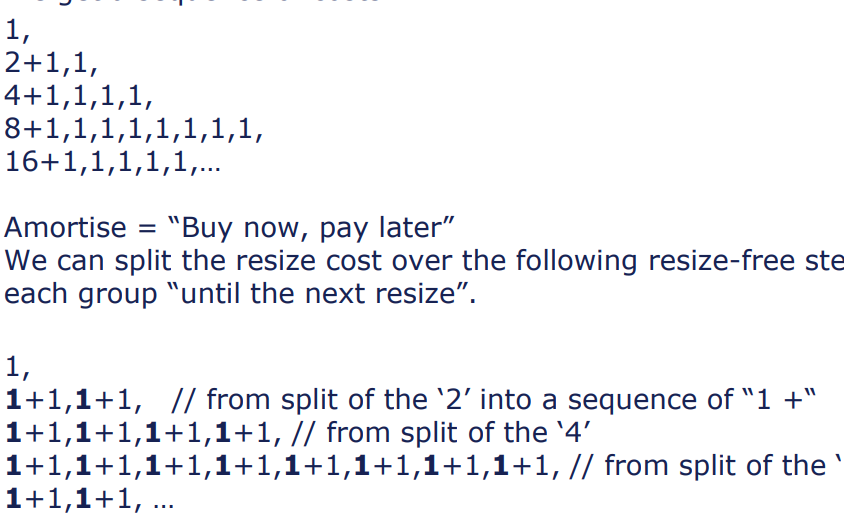 1,
2+1,1,
4+1,1,1,1,
8+1,1,1,1,1,1,1,1,
16+1,1,1,1,1,…
Amortise = “Buy now, pay later”
We can split the resize cost over the following resize-free ste
each group “until the next resize”.
1,
1+1,1+1, // from split of the ‘2’ into a sequence of “1 +“
1+1,1+1,1+1,1+1, // from split of the ‘4’
1+1,1+1,1+1,1+1,1+1,1+1,1+1,1+1, // from split of the ‘
1+1,1+1, …